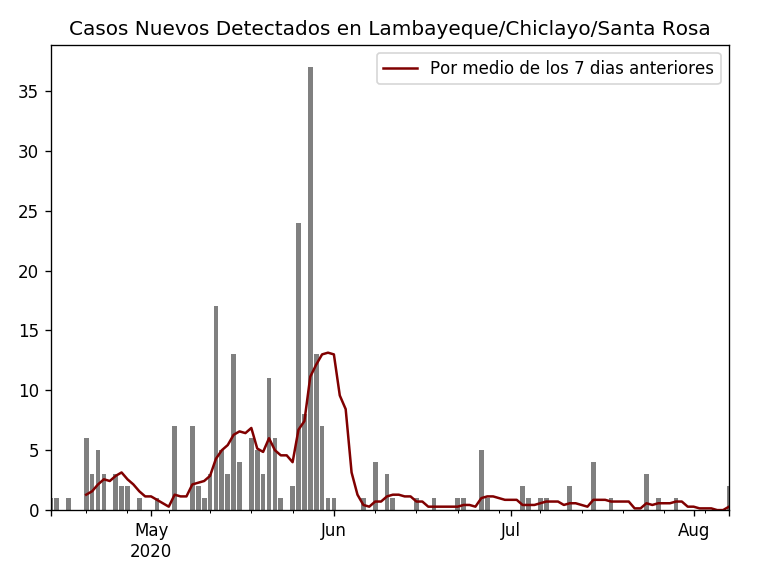 Casos Nuevos Detectados en Lambayeque/Chiclayo/Santa Rosa
Por medio de los 7 dias anteriores
35
30
25
20
15
10
5
0
May
2020
Jun
Jul
Aug